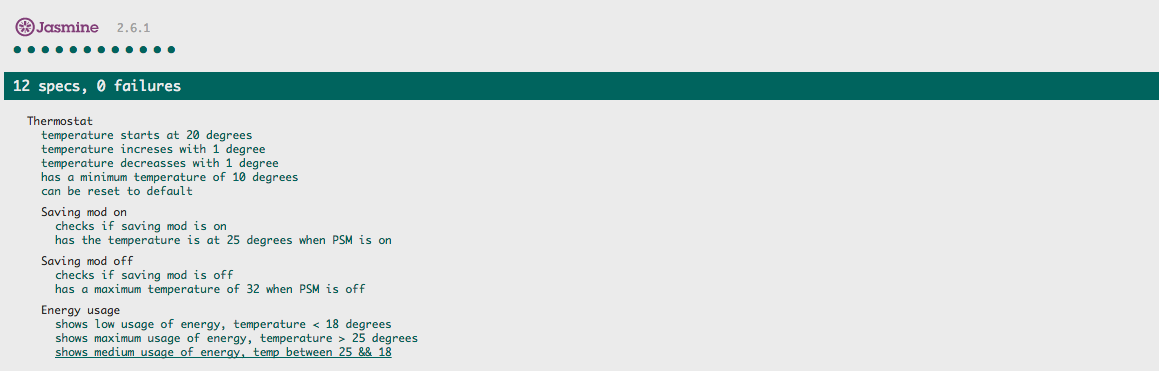 Jasmine 2.6.1
12 specs, 0 failures
Thermostat
temperature starts at 20 degrees
temperature increses with 1 degree
temperature decreasses with 1 degree
has a minimum temperature of 10 degrees
can be reset to default
Saving mod on
checks if saving mod is on
has the temperature is at 25 degrees when PSM is on
Saving mod off
checks if saving mod is off
has a maximum temperature of 32 when PSM is off
Energy usage
shows low usage of energy, temperature < 18 degrees
shows maximum usage of energy, temperature > 25 degrees
shows medium usage of energy, temp between 25 && 18